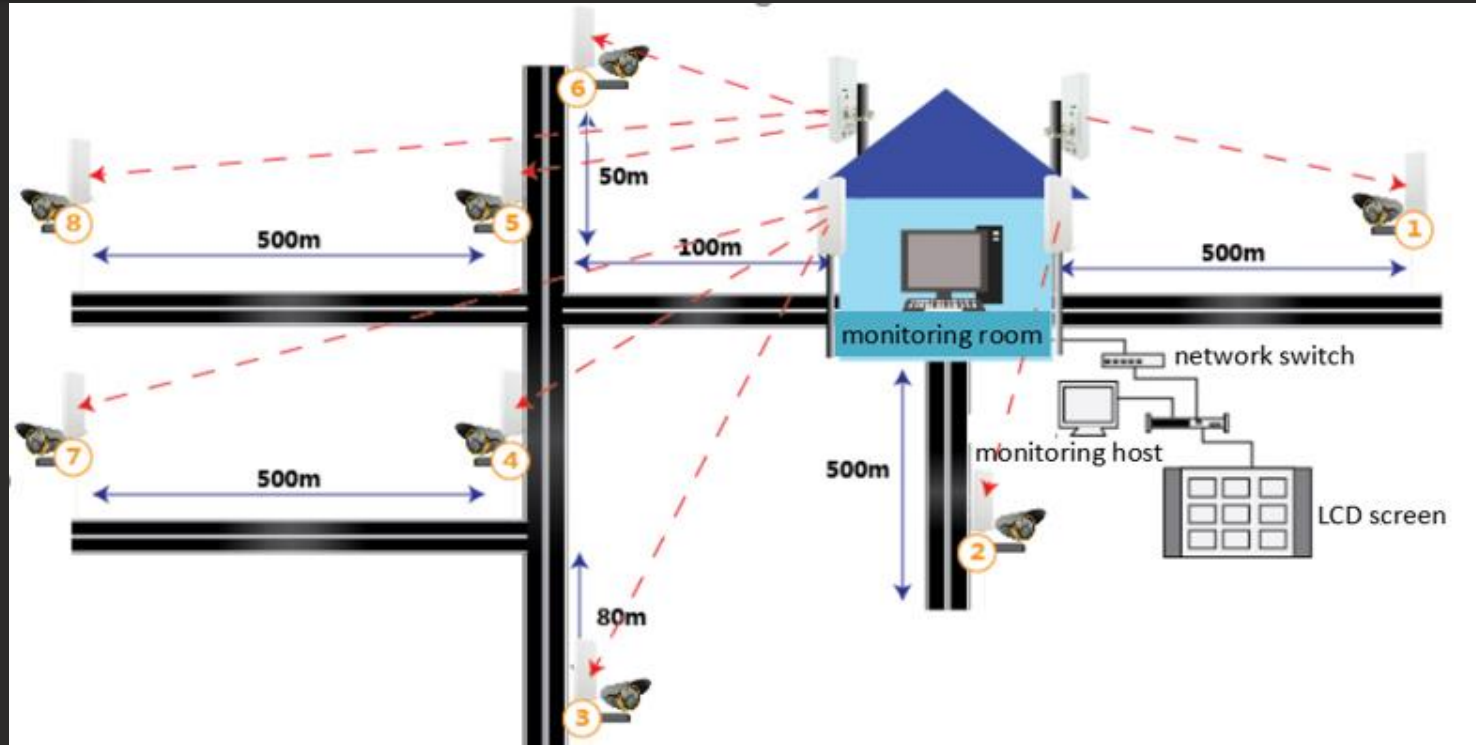 6
50m
8
5
1
500m
100m
500m
monitoring room
network switch
7
4
500m
monitoring host
500m
LCD screen
2
80m
3